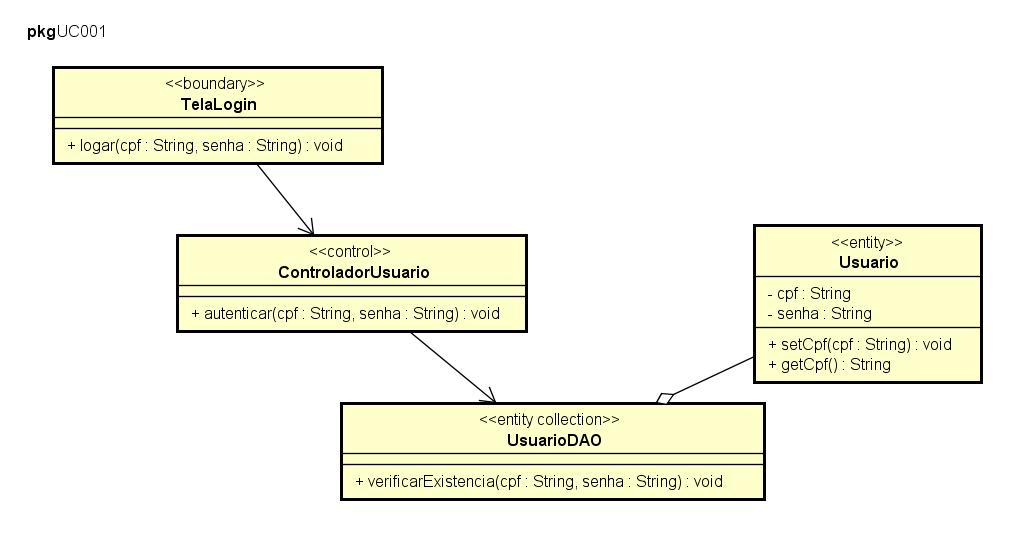 pkgUC001
<<boundary>>
TelaLogin
+ logar(cpf : String, senha : String) : void
<<control>>
ControladorUsuario
+ autenticar(cpf : String, senha : String) : void
<<entity>>
Usuario
- cpf : String
- senha : String
+ setCpf(cpf : String) : void
+ getCpf() : String
<<entity collection>>
UsuarioDAO
+ verificarExistencia(cpf : String, senha : String) : void